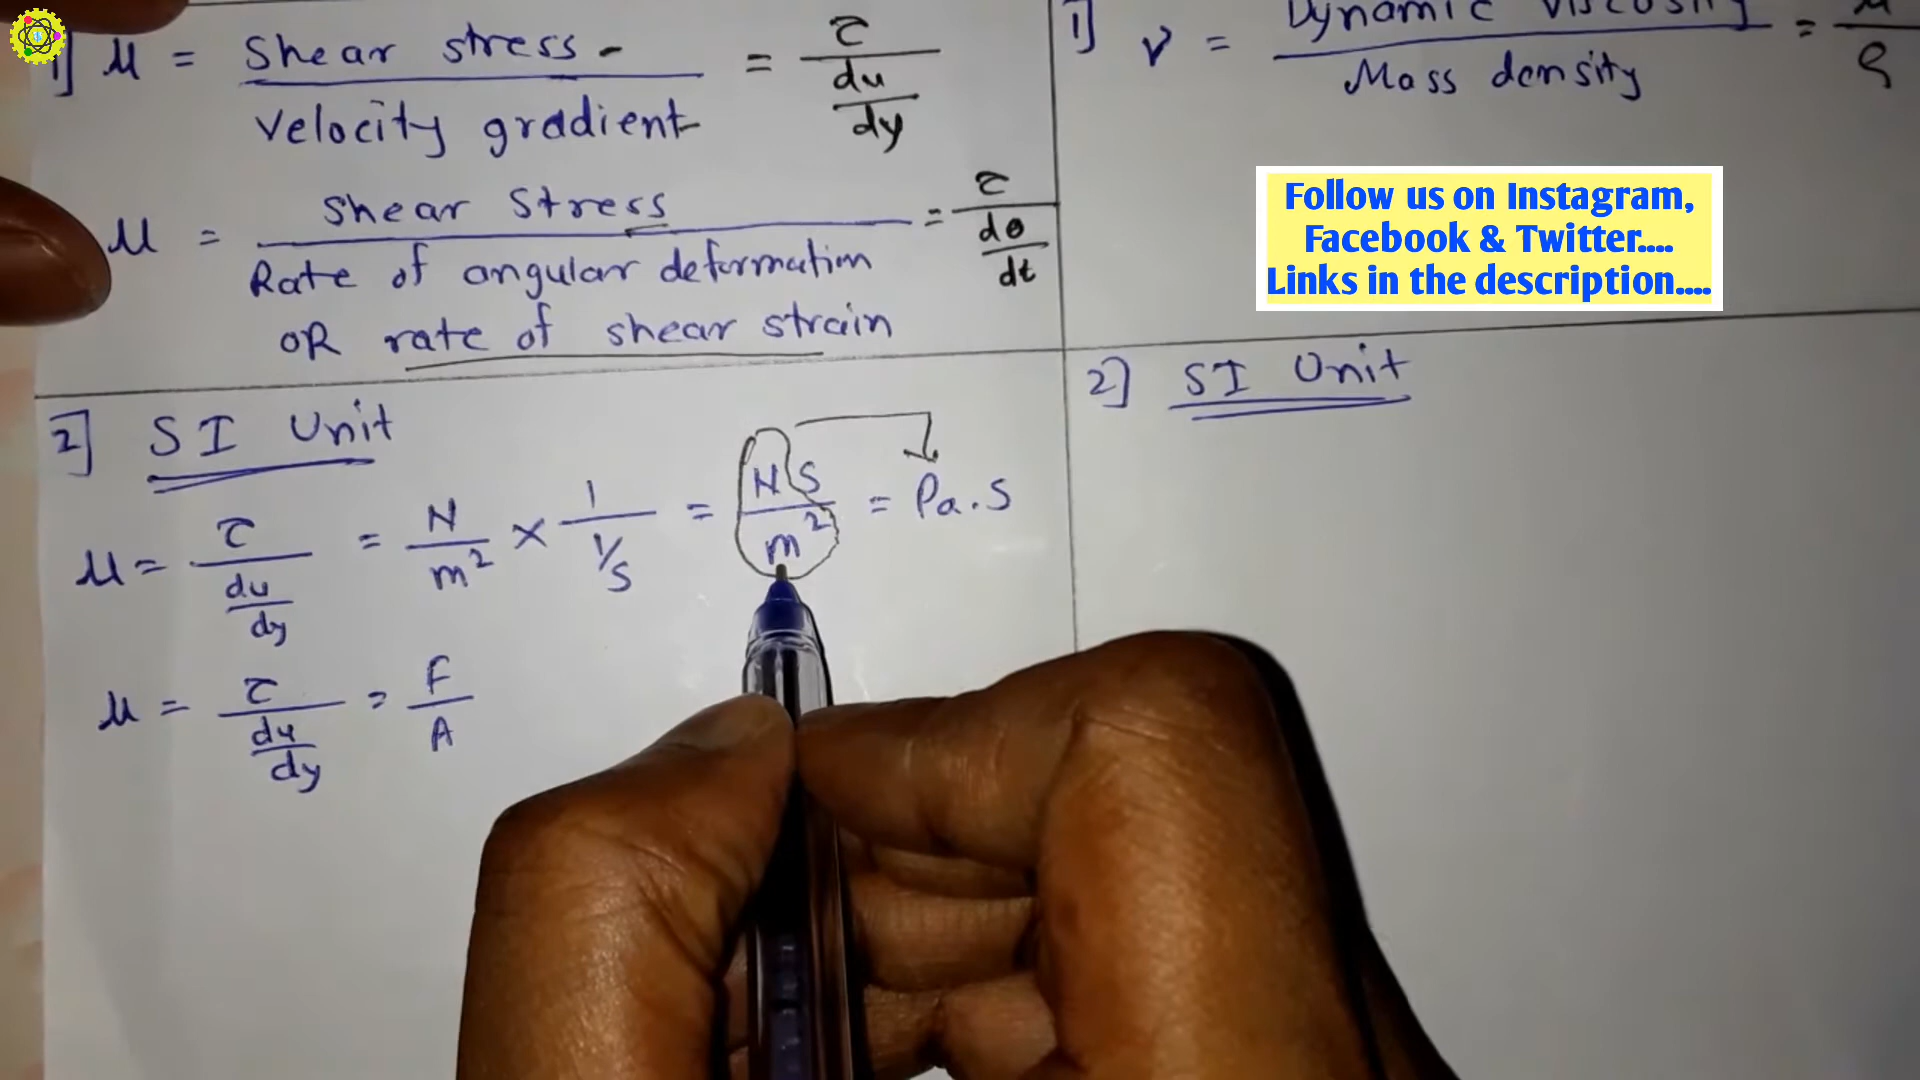 1] μ = Shear stress / Velocity gradient = τ / du/dy
μ = Shear Stress / Rate of angular deformation = τ / dθ/dt
OR rate of shear strain
2] SI Unit
μ = τ / du/dy = N/m² × 1 / 1/s = NS/m² = Pa.S
μ = τ / du/dy = F/A
1] ν = Dynamic Viscosity / Mass density = μ/ρ
Follow us on Instagram,
Facebook & Twitter....
Links in the description....
2] SI Unit